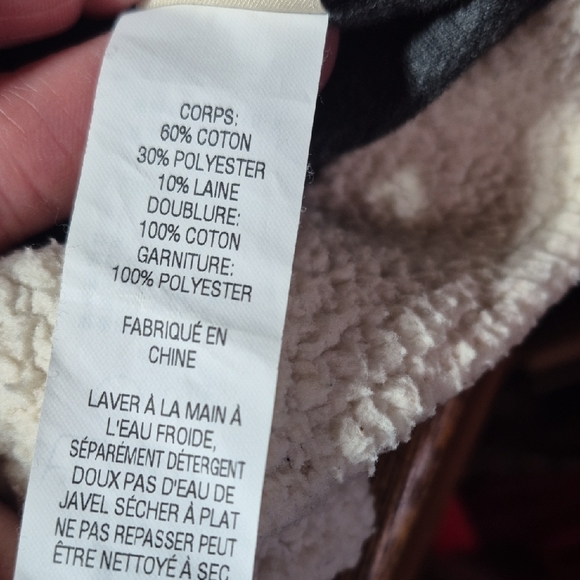 CORPS:
60% COTON
30% POLYESTER
10% LAINE
DOUBLURE:
100% COTON
GARNITURE:
100% POLYESTER
FABRIQUÉ EN
CHINE
LAVER À LA MAIN À
L'EAU FROIDE,
SÉPARÉMENT DÉTERGENT
DOUX PAS D'EAU DE
JAVEL SÉCHER À PLAT
NE PAS REPASSER PEUT
ÊTRE NETTOYÉ À SEC